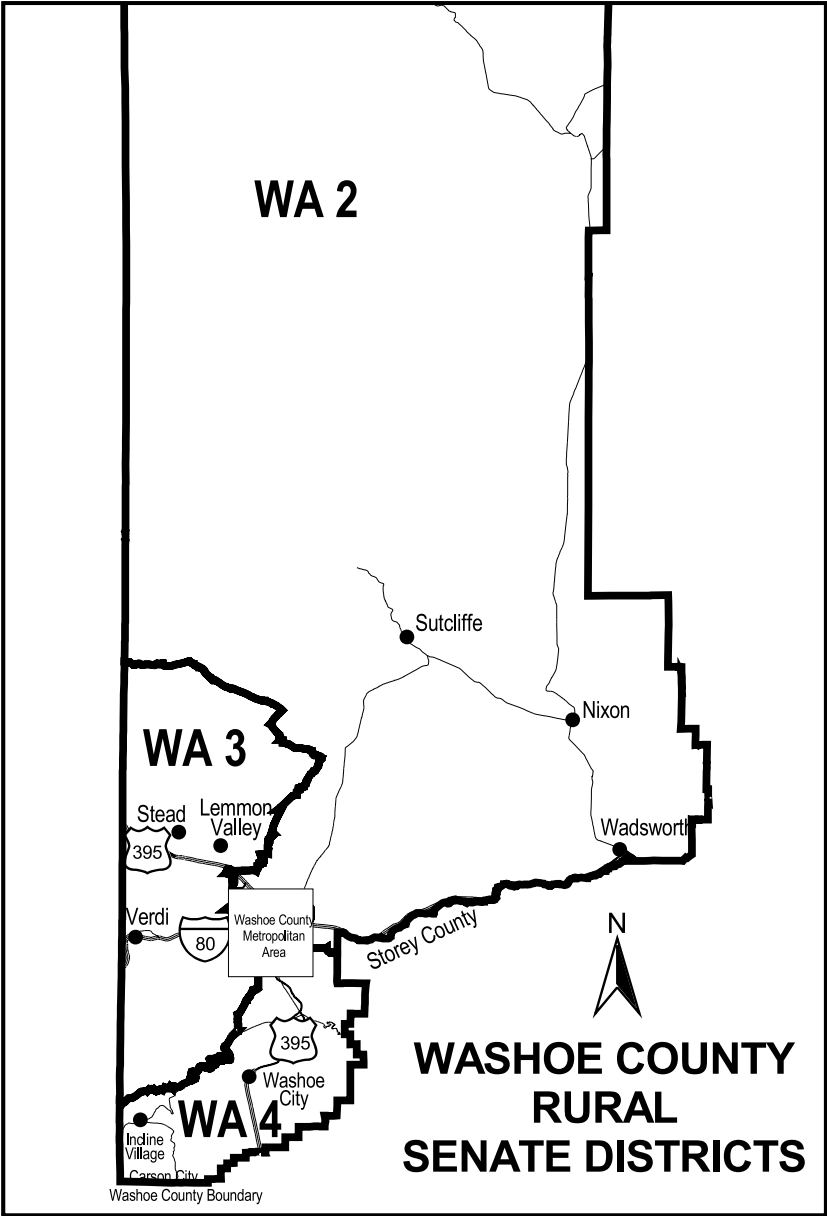 WA 2
Sutcliffe
Nixon
WA 3
Stead
Lemmon
Valley
395
Wadsworth
Verdi
80
Washoe County
Metropolitan
Area
Storey County
N
395
Washoe
City
WA 4
Incline
Village
Carson City
Washoe County Boundary
WASHOE COUNTY
RURAL
SENATE DISTRICTS